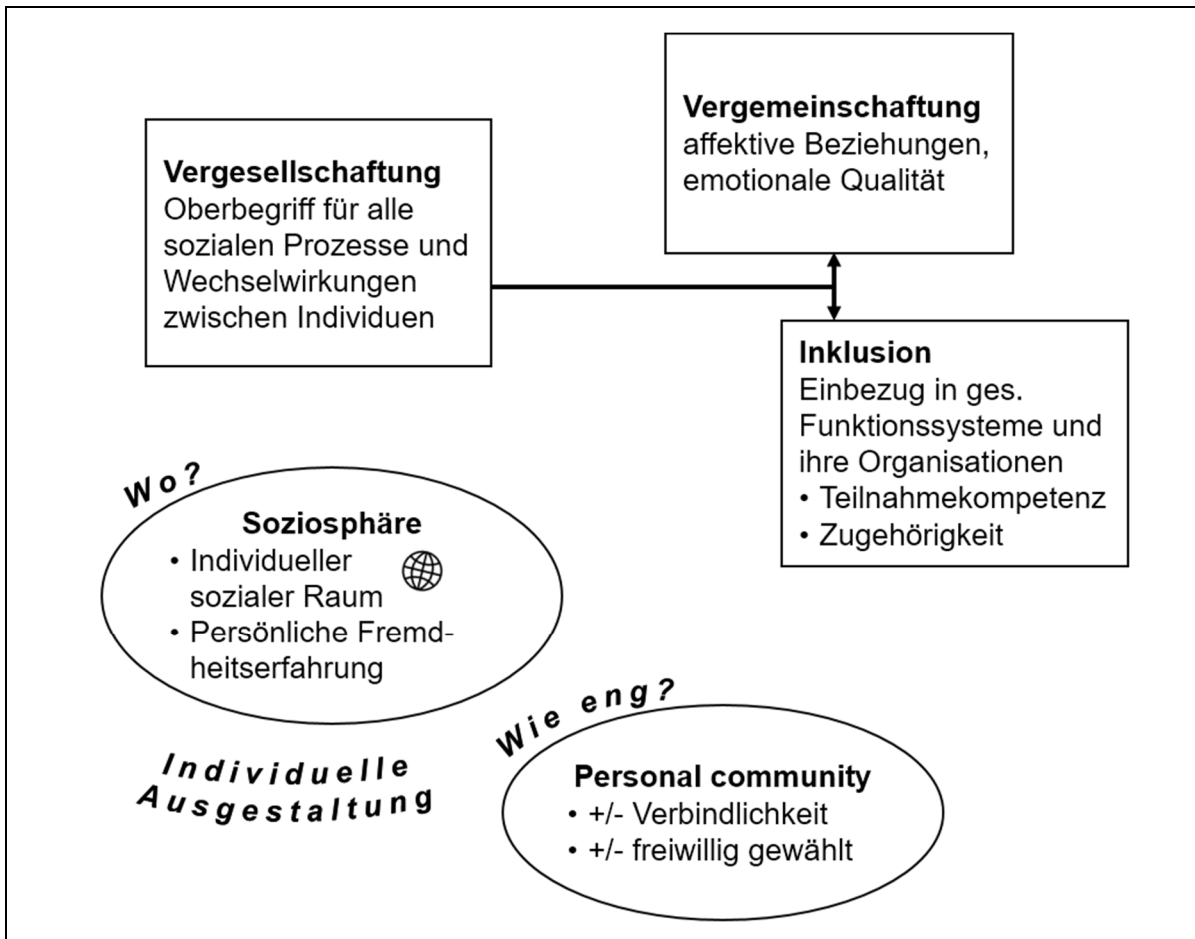 Vergesellschaftung
Oberbegriff für alle
sozialen Prozesse und
Wechselwirkungen
zwischen Individuen
Vergemeinschaftung
affektive Beziehungen,
emotionale Qualität
Inklusion
Einbezug in ges.
Funktionssysteme und
ihre Organisationen
• Teilnahmekompetenz
• Zugehörigkeit
Wo?
Soziosphäre
• Individueller
sozialer Raum
• Persönliche Fremd-
heitserfahrung
Individuelle
Ausgestaltung
Wie eng?
Personal community
• +/- Verbindlichkeit
• +/- freiwillig gewählt